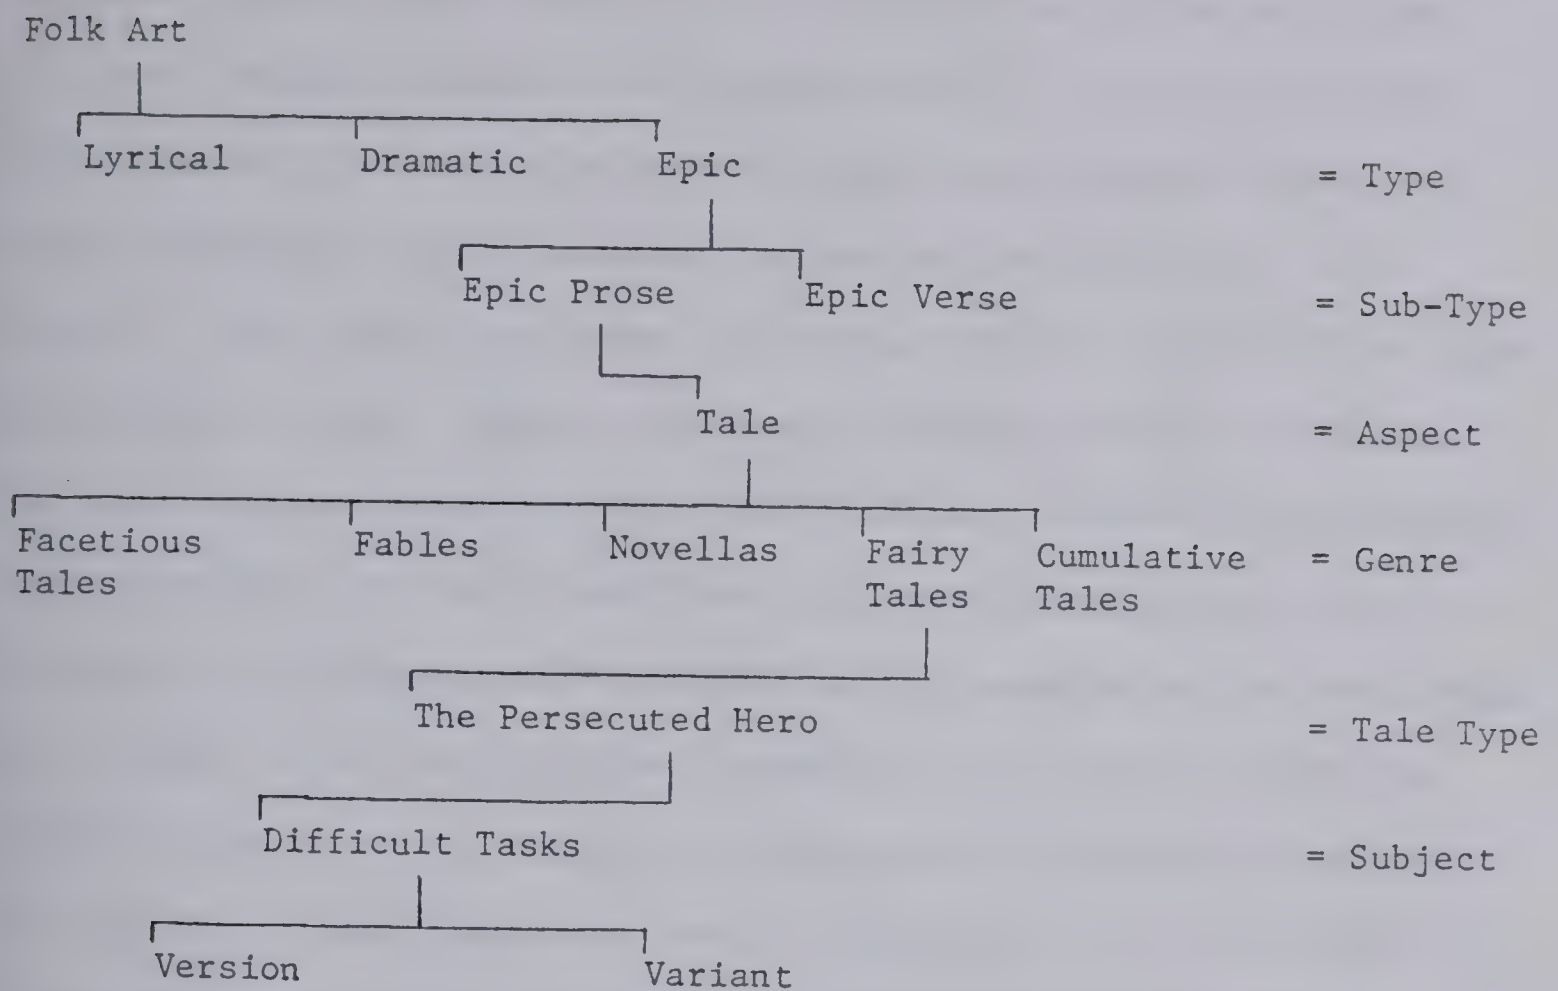 Folk Art
Lyrical Dramatic Epic = Type
Epic Prose Epic Verse = Sub-Type
Tale = Aspect
Facetious Fables Novellas Fairy Cumulative = Genre
Tales Tales Tales
The Persecuted Hero = Tale Type
Difficult Tasks = Subject
Version Variant